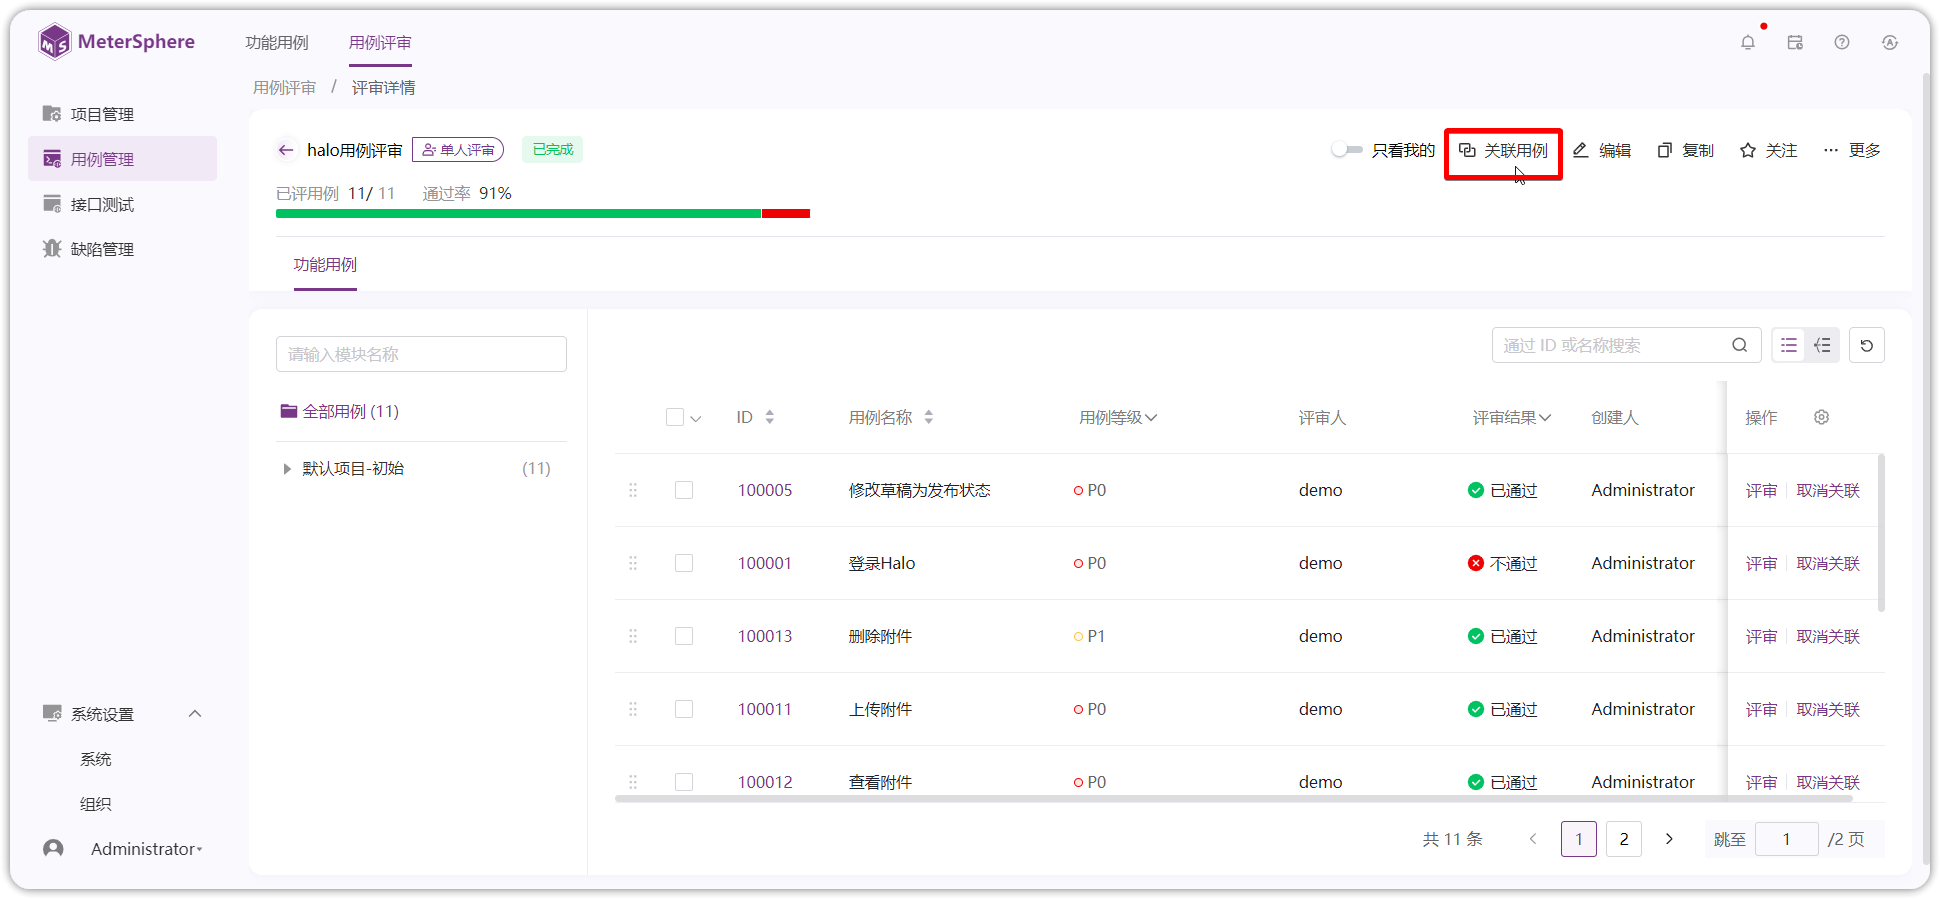 MeterSphere
功能用例 用例评审
用例评审 / 评审详情
项目管理
用例管理
接口测试
缺陷管理
系统设置
系统
组织
Administrator
halo用例评审 单人评审 已完成
只看我的 关联用例 编辑 复制 关注 更多
已评用例 11/ 11 通过率 91%
功能用例
请输入模块名称
全部用例 (11)
默认项目-初始 (11)
通过 ID 或名称搜索
ID 用例名称 用例等级 评审人 评审结果 创建人 操作
100005 修改草稿为发布状态 P0 demo 已通过 Administrator 评审 取消关联
100001 登录Halo P0 demo 不通过 Administrator 评审 取消关联
100013 删除附件 P1 demo 已通过 Administrator 评审 取消关联
100011 上传附件 P0 demo 已通过 Administrator 评审 取消关联
100012 查看附件 P0 demo 已通过 Administrator 评审 取消关联
共 11 条 1 2 跳至 1 /2 页